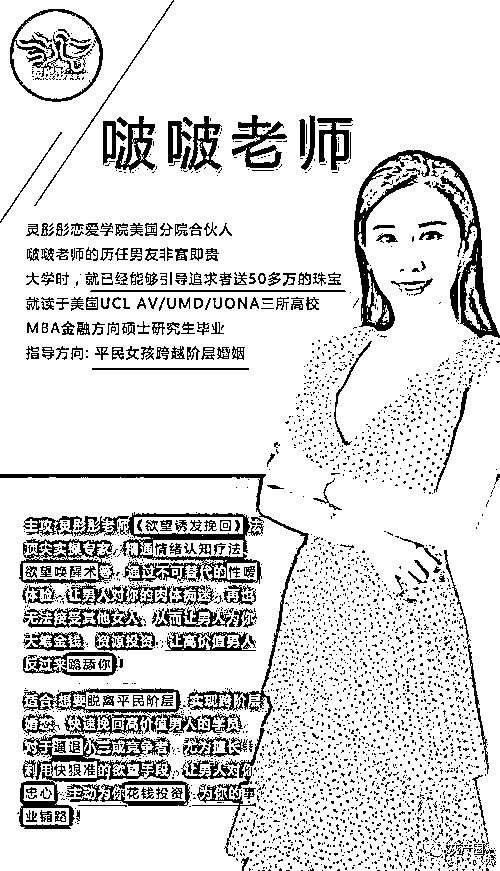 啵啵老师
灵彤彤恋爱学院美国分院合伙人
啵啵老师的历任男友非富即贵
大学时，就已经能够引导追求者送50多万的珠宝
就读于美国UCL AV/UMD/UONA三所高校
MBA金融方向硕士研究生毕业
指导方向: 平民女孩跨越阶层婚姻
主攻灵彤彤老师《欲望诱发挽回》法
顶尖实操专家，精通情绪认知疗法
欲望唤醒术等，通过不可替代的性暖
体验，让男人对你的肉体痴迷，再也
无法接受其他女人，从而让男人为你
大筹金钱、资源投资，让高价值男人
反过来跪舔你！
适合想要脱离平民阶层，实现跨阶层
婚恋，快速挽回高价值男人的学员
对于逼退小三或竞争者，尤为擅长！
利用快狠准的欲望手段，让男人对你
忠心，主动为你花钱投资，为你的事
业铺路！